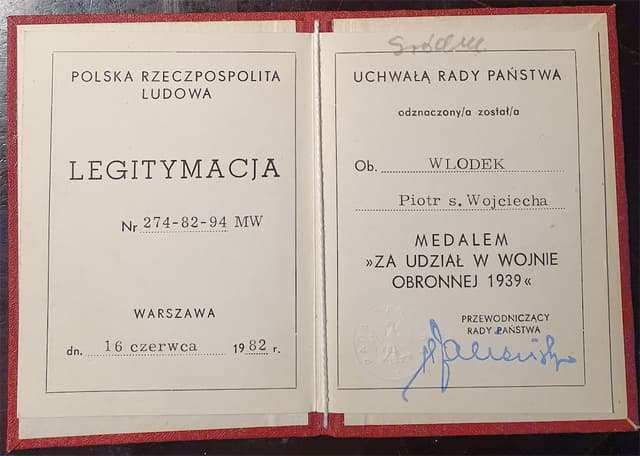 POLSKA RZECZPOSPOLITA
LUDOWA
LEGITYMACJA
Nr 274-82-94 MW
WARSZAWA
dn. 16 czerwca 1982 r.
UCHWAŁĄ RADY PAŃSTWA
odznaczony/a został/a
Ob. WLODEK
Piotr s. Wojciecha
MEDALEM
»ZA UDZIAŁ W WOJNIE
OBRONNEJ 1939«
PRZEWODNICZĄCY
RADY PAŃSTWA